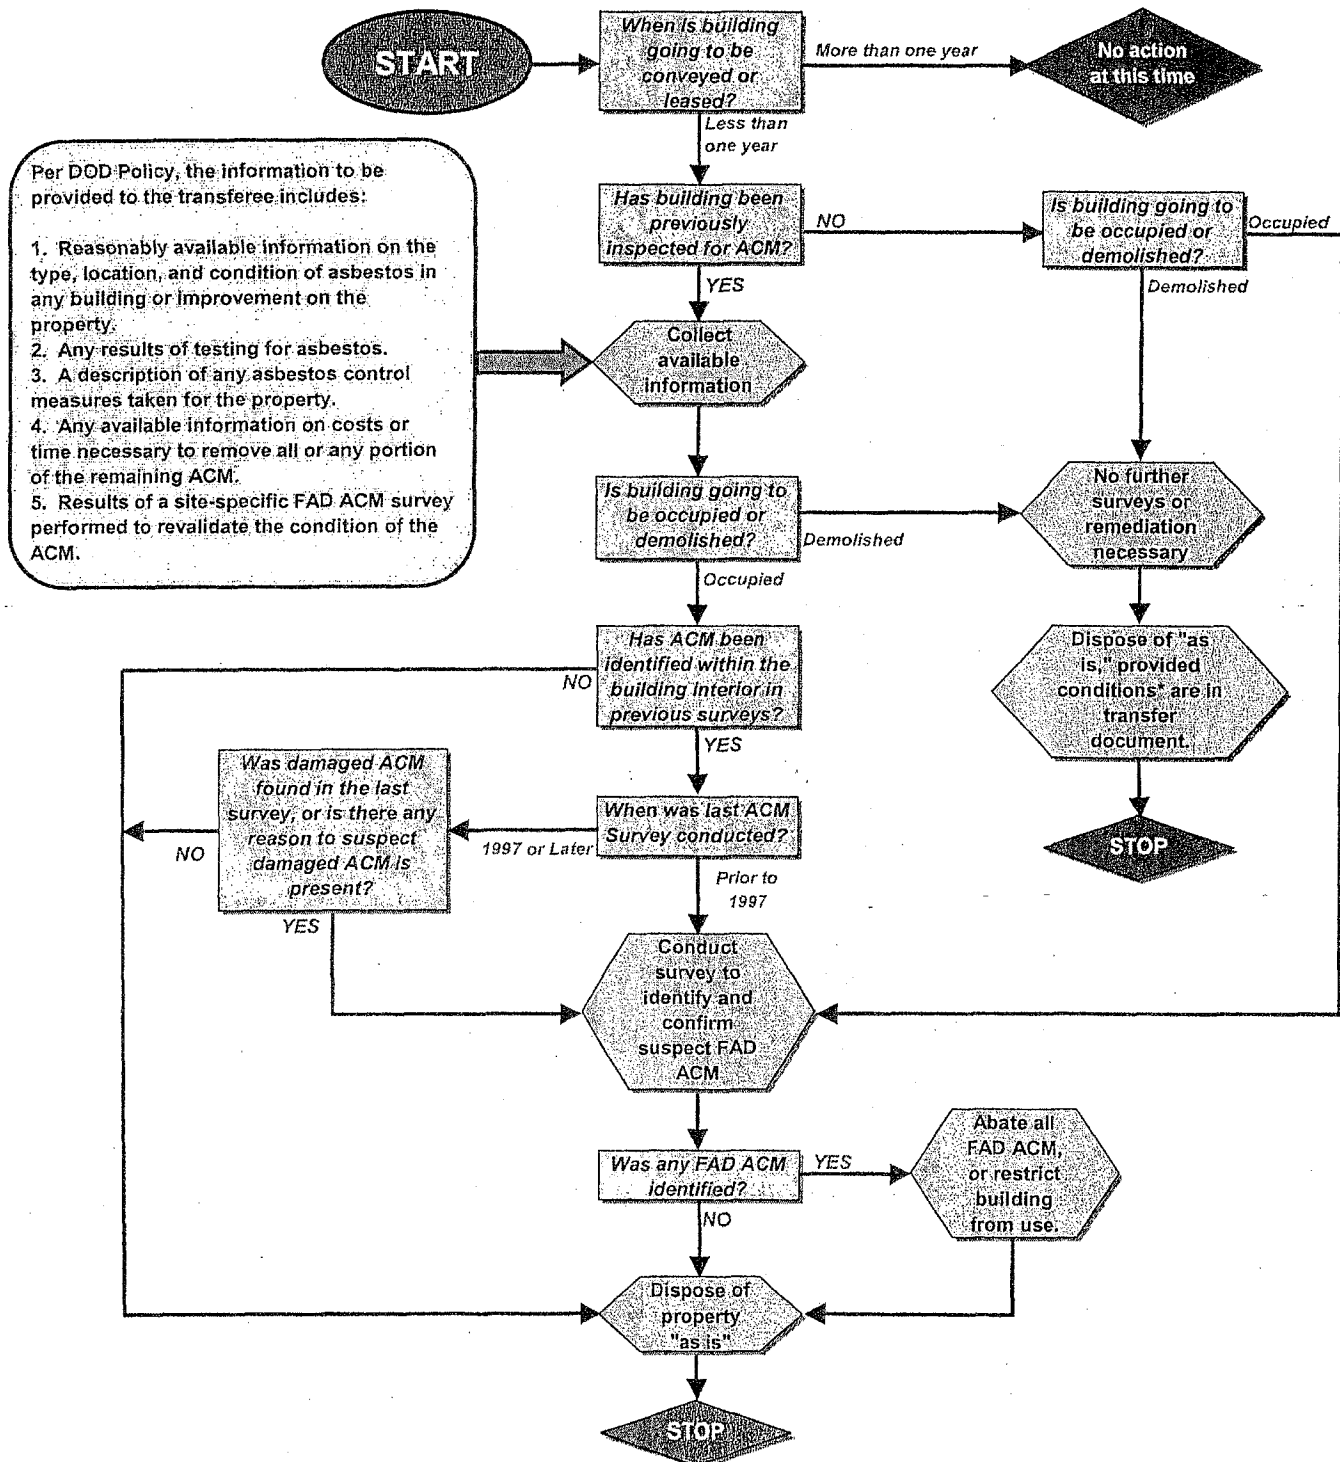 START
When is building
going to be
conveyed or
leased?
More than one year
No action
at this time
Less than
one year
Per DOD Policy, the information to be
provided to the transferee includes:
1. Reasonably available information on the
type, location, and condition of asbestos in
any building or improvement on the
property.
2. Any results of testing for asbestos.
3. A description of any asbestos control
measures taken for the property.
4. Any available information on costs or
time necessary to remove all or any portion
of the remaining ACM.
5. Results of a site-specific FAD ACM survey
performed to revalidate the condition of the
ACM.
Has building been
previously
inspected for ACM?
NO
Is building going to
be occupied or
demolished?
Occupied
YES
Demolished
Collect
available
information
Is building going to
be occupied or
demolished?
Demolished
No further
surveys or
remediation
necessary
Occupied
Has ACM been
identified within the
building interior in
previous surveys?
NO
Dispose of "as
is," provided
conditions* are in
transfer
document.
YES
Was damaged ACM
found in the last
survey, or is there any
reason to suspect
damaged ACM is
present?
NO
When was last ACM
Survey conducted?
1997 or Later
STOP
Prior to
1997
YES
Conduct
survey to
identify and
confirm
suspect FAD
ACM
Was any FAD ACM
identified?
YES
Abate all
FAD ACM,
or restrict
building
from use.
NO
Dispose of
property
"as is"
STOP